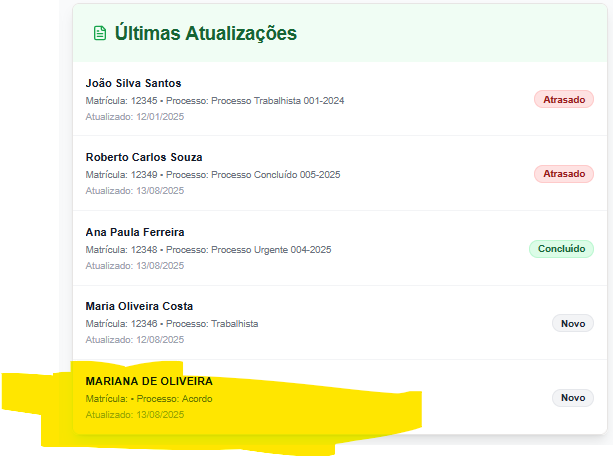 Últimas Atualizações
João Silva Santos
Matrícula: 12345 • Processo: Processo Trabalhista 001-2024
Atrasado
Atualizado: 12/01/2025
Roberto Carlos Souza
Matrícula: 12349 • Processo: Processo Concluído 005-2025
Atrasado
Atualizado: 13/08/2025
Ana Paula Ferreira
Matrícula: 12348 • Processo: Processo Urgente 004-2025
Concluído
Atualizado: 13/08/2025
Maria Oliveira Costa
Matrícula: 12346 • Processo: Trabalhista
Novo
Atualizado: 12/08/2025
MARIANA DE OLIVEIRA
Matrícula: • Processo: Acordo
Novo
Atualizado: 13/08/2025